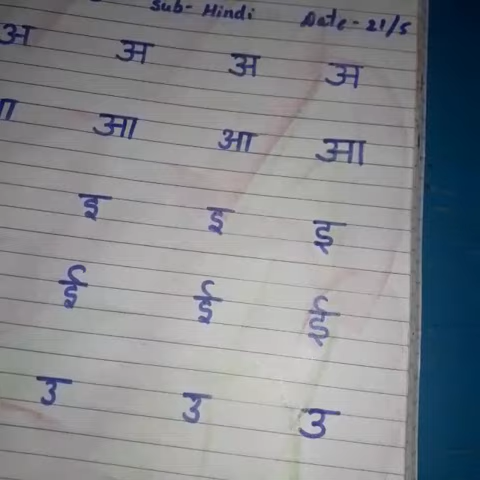 Sub- Hindi Date - 21/5
अ अ अ अ
आ आ आ
इ इ इ
ई ई ई
उ उ उ